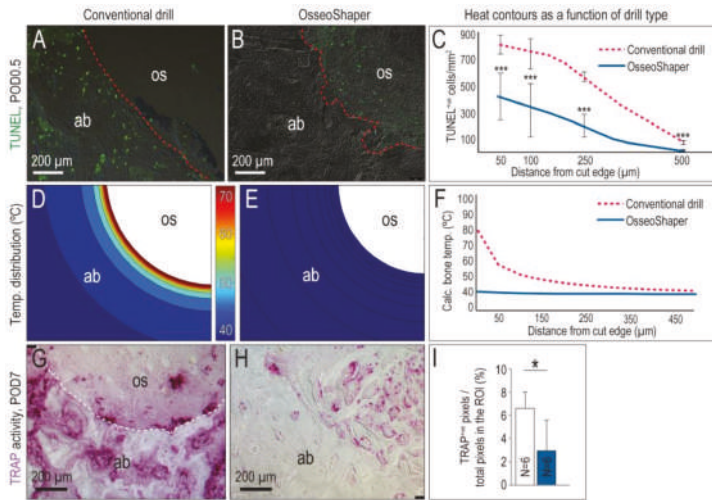 Conventional drill
OsseoShaper
Heat contours as a function of drill type
TUNEL, POD0.5
A
os
ab
200 µm
B
os
ab
200 µm
C
TUNEL+ve cells/mm²
900
700
500
300
100
Conventional drill
OsseoShaper
***
***
***
***
50
100
250
500
Distance from cut edge (µm)
Temp. distribution (ºC)
D
os
ab
70
60
50
40
E
os
ab
F
Calc. bone temp. (ºC)
100
90
80
70
60
50
40
30
Conventional drill
OsseoShaper
50
150
250
350
450
Distance from cut edge (µm)
TRAP activity, POD7
G
os
ab
200 µm
H
os
ab
200 µm
I
TRAP+ve pixels /
total pixels in the ROI (%)
10
8
6
4
2
0
*
N=6
N=6